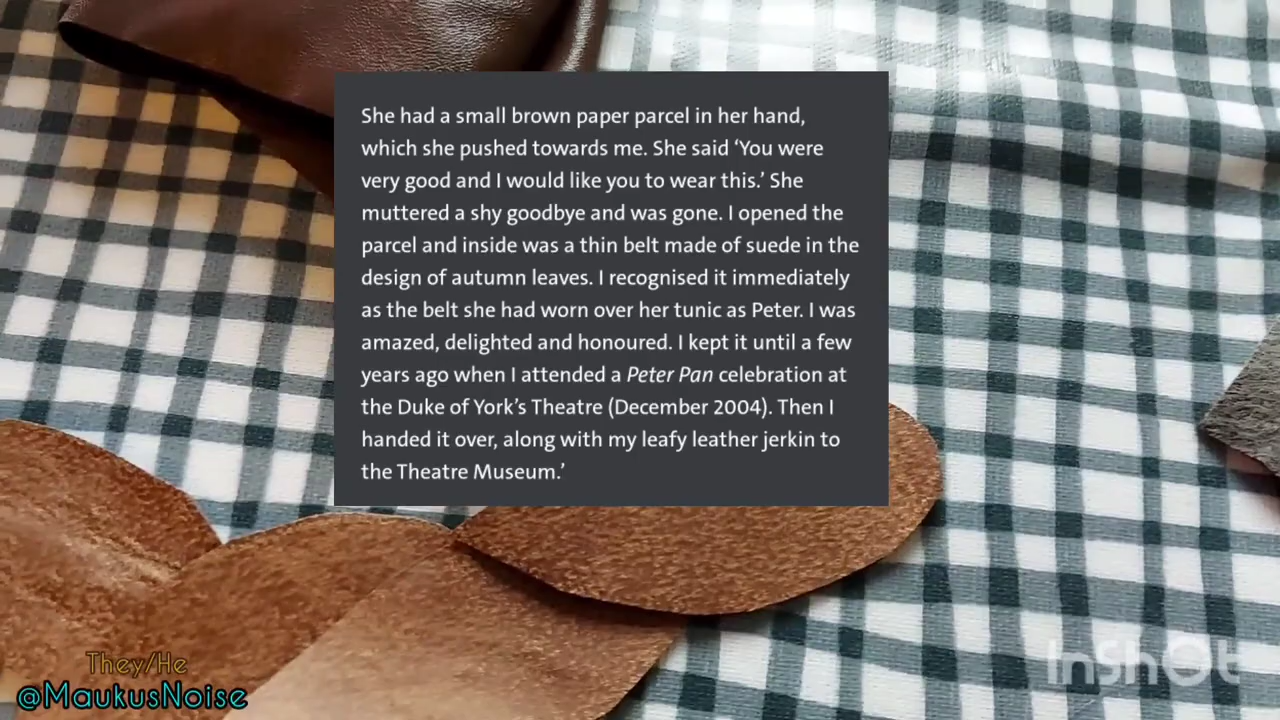 She had a small brown paper parcel in her hand,
which she pushed towards me. She said ‘You were
very good and I would like you to wear this.’ She
muttered a shy goodbye and was gone. I opened the
parcel and inside was a thin belt made of suede in the
design of autumn leaves. I recognised it immediately
as the belt she had worn over her tunic as Peter. I was
amazed, delighted and honoured. I kept it until a few
years ago when I attended a Peter Pan celebration at
the Duke of York’s Theatre (December 2004). Then I
handed it over, along with my leafy leather jerkin to
the Theatre Museum.’
They/He
@MaukusNoise
InShOt